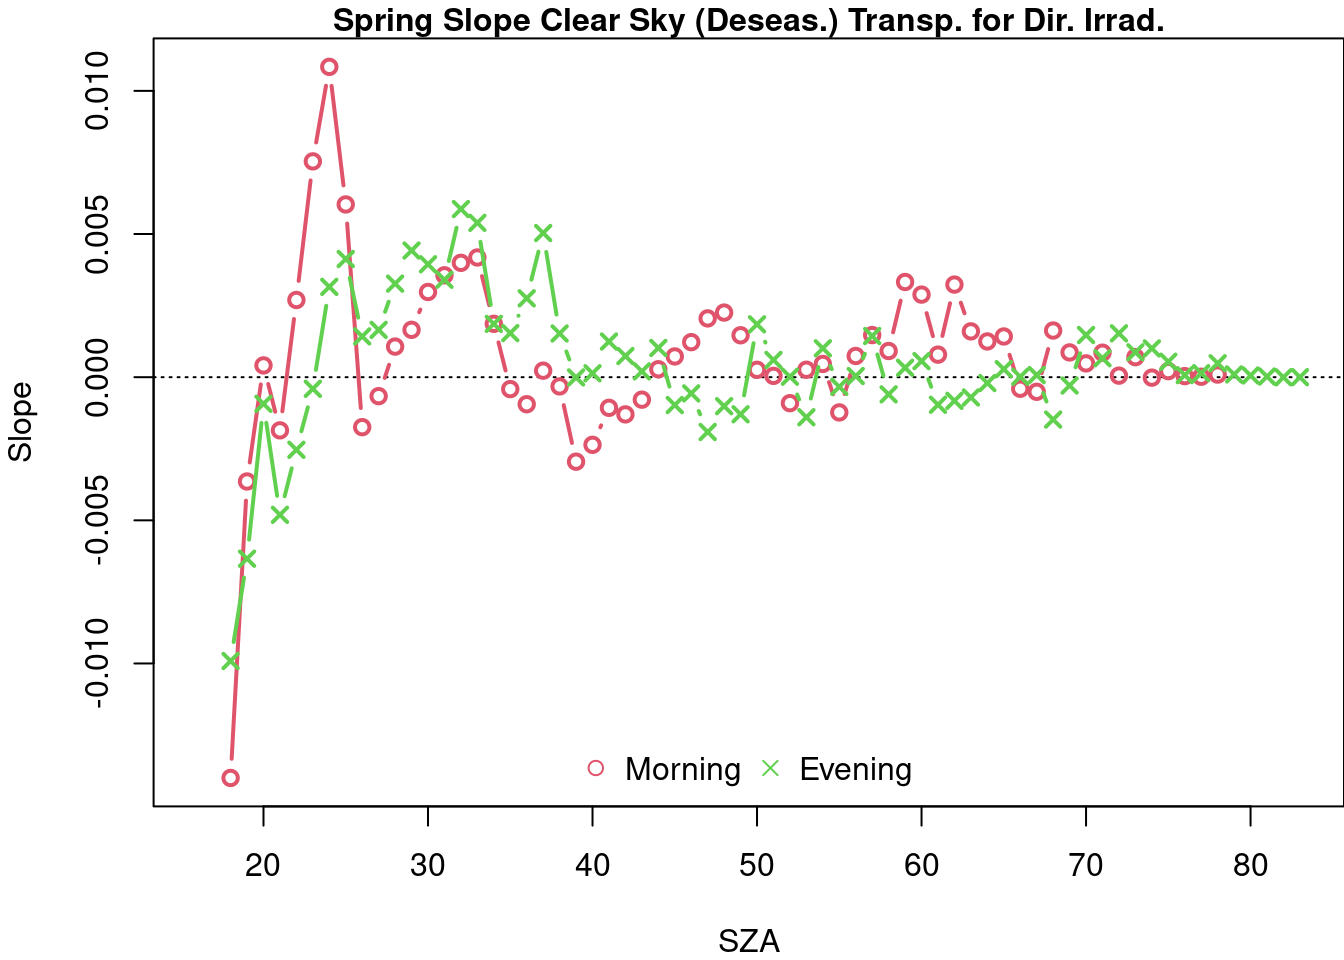 Spring Slope Clear Sky (Deseas.) Transp. for Dir. Irrad.
0.010
0.005
0.000
-0.005
-0.010
Slope
Morning Evening
20 30 40 50 60 70 80
SZA